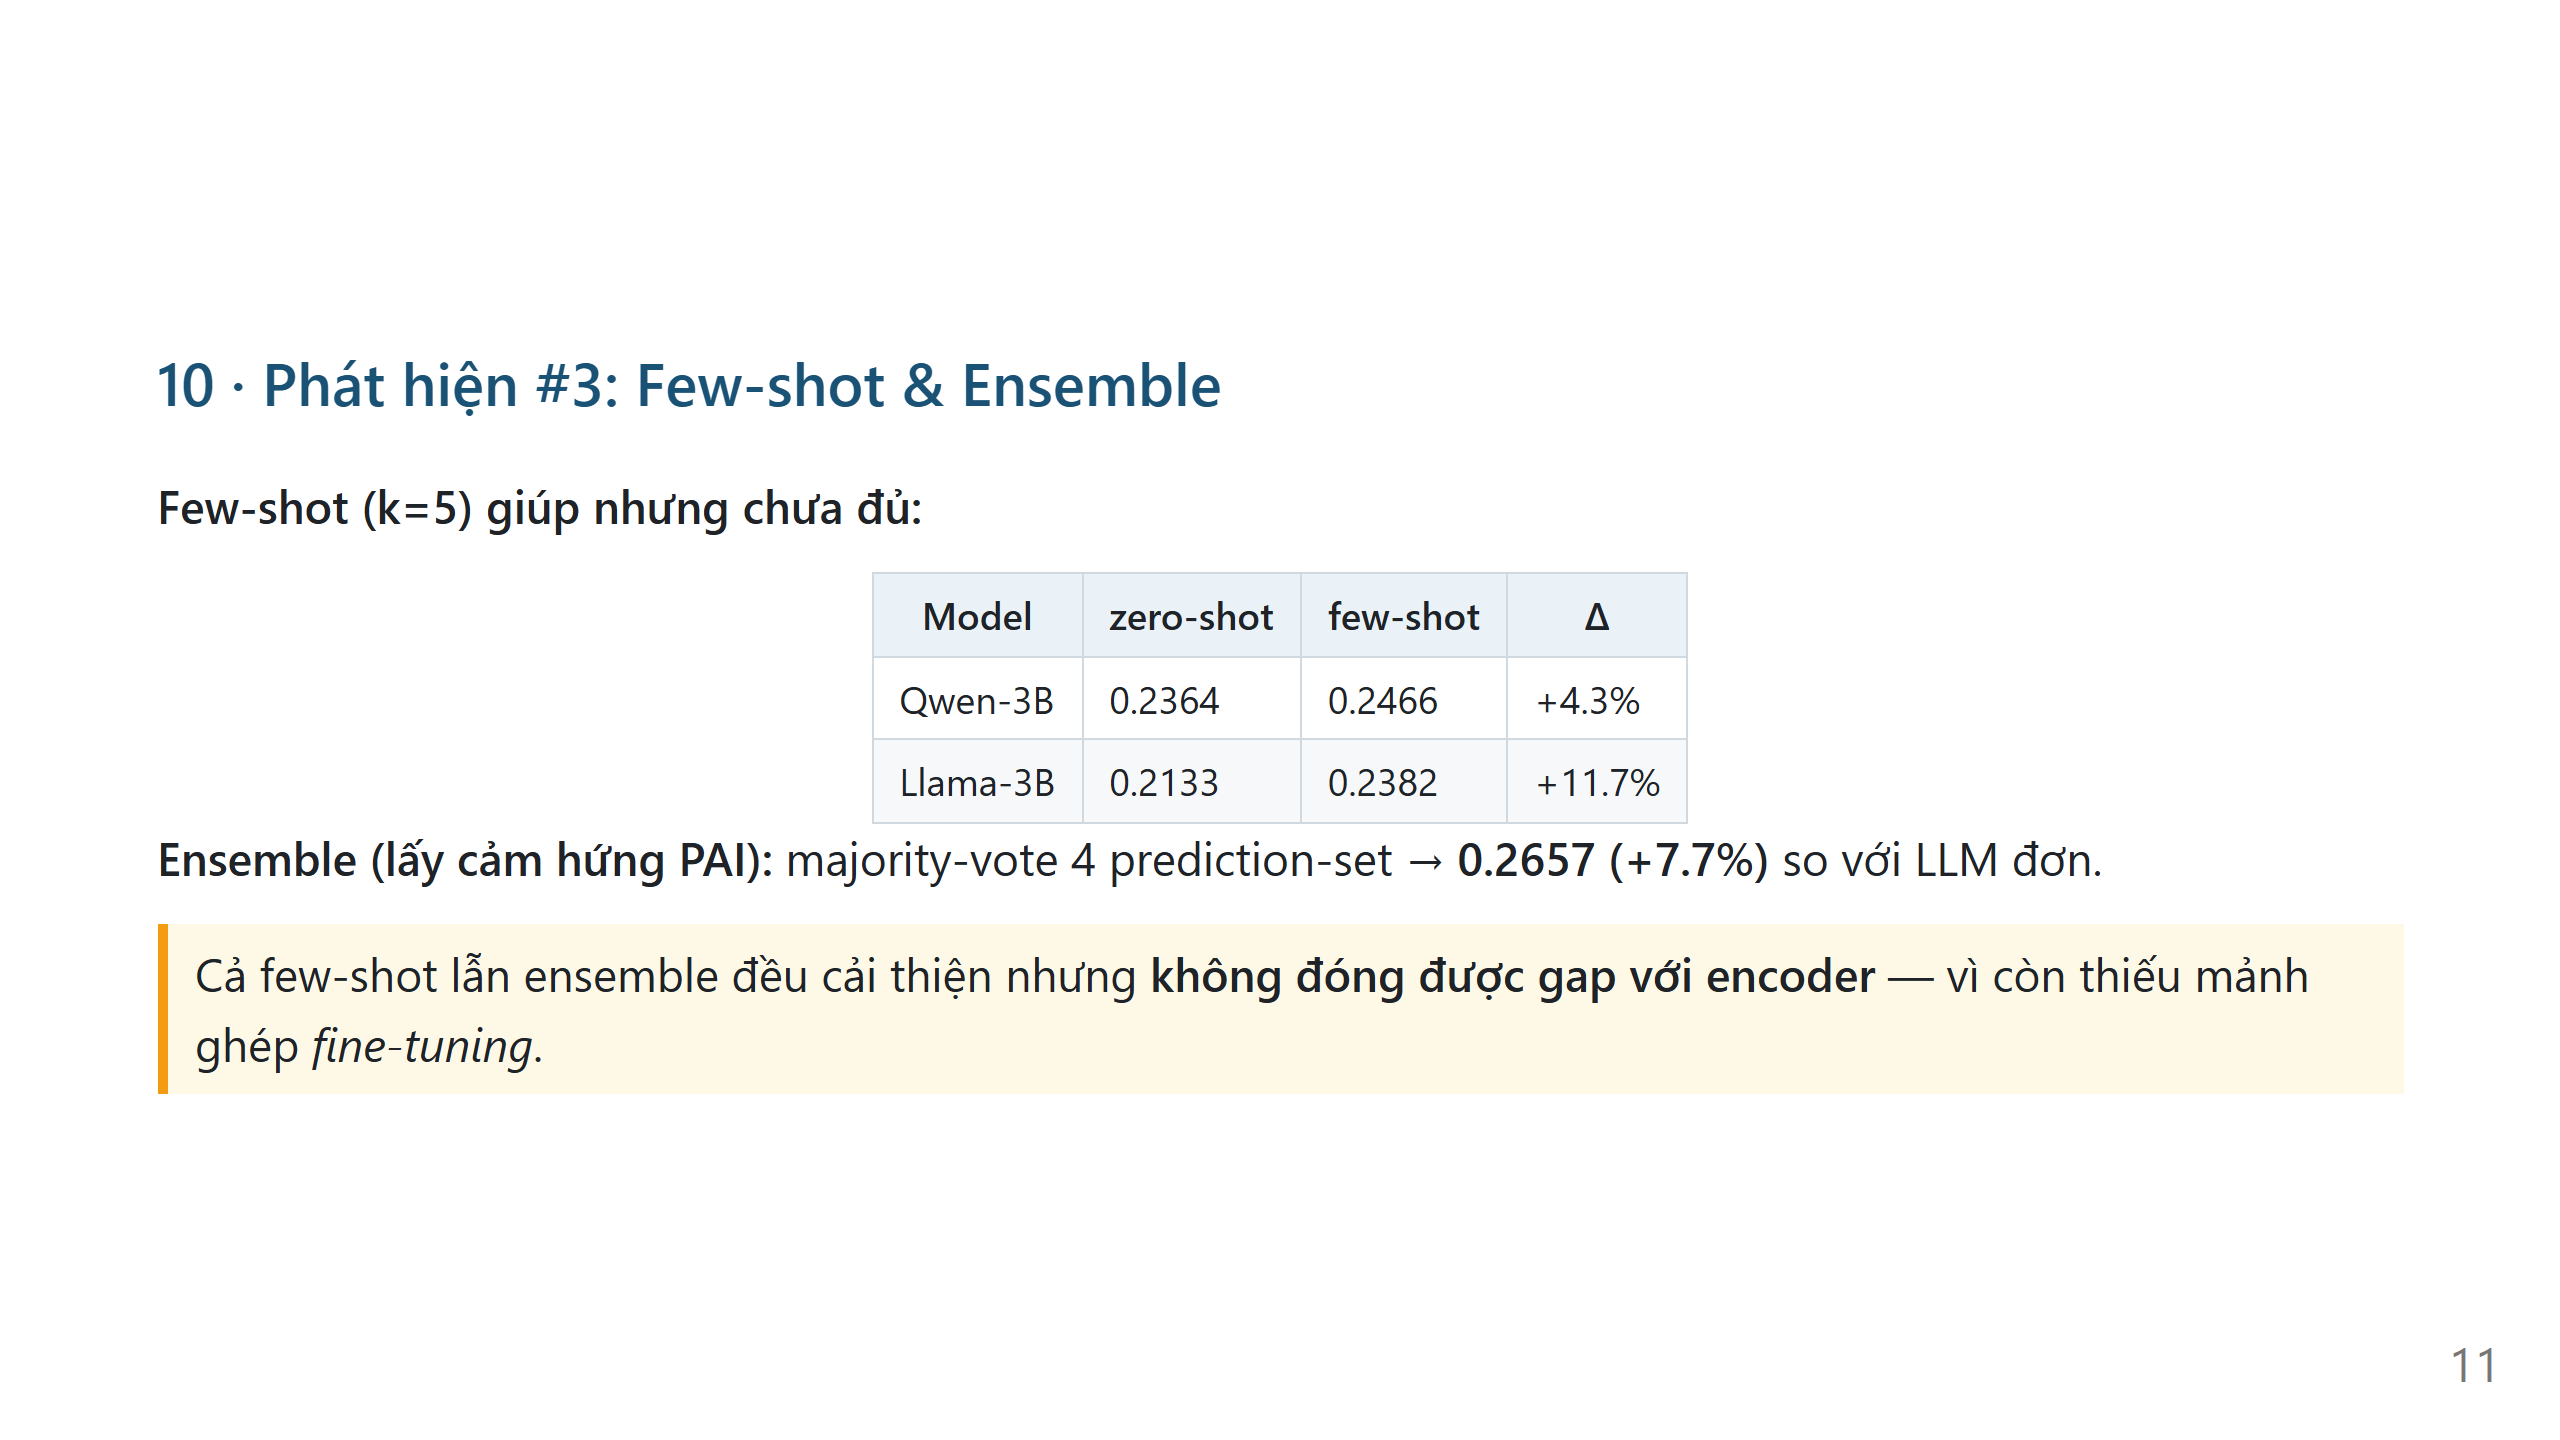 10 · Phát hiện #3: Few-shot & Ensemble
Few-shot (k=5) giúp nhưng chưa đủ:
Model zero-shot few-shot Δ
Qwen-3B 0.2364 0.2466 +4.3%
Llama-3B 0.2133 0.2382 +11.7%
Ensemble (lấy cảm hứng PAI): majority-vote 4 prediction-set → 0.2657 (+7.7%) so với LLM đơn.
Cả few-shot lẫn ensemble đều cải thiện nhưng không đóng được gap với encoder — vì còn thiếu mảnh
ghép fine-tuning.
11